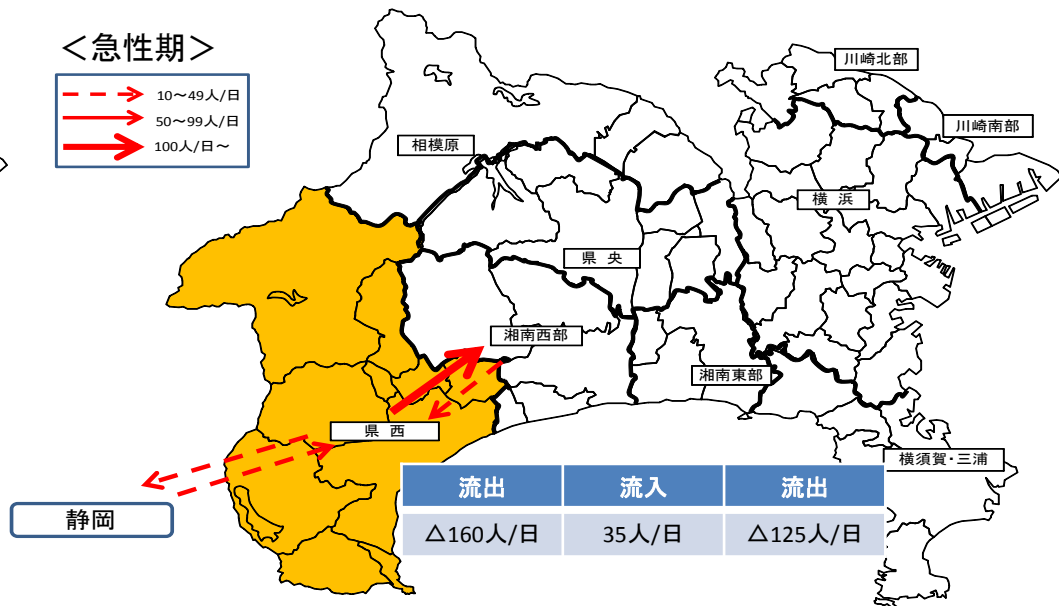 ＜急性期＞
10～49人/日
50～99人/日
100人/日～
川崎北部
川崎南部
相模原
横 浜
県 央
湘南西部
湘南東部
県 西
横須賀・三浦
静岡
流出 流入 流出
△160人/日 35人/日 △125人/日